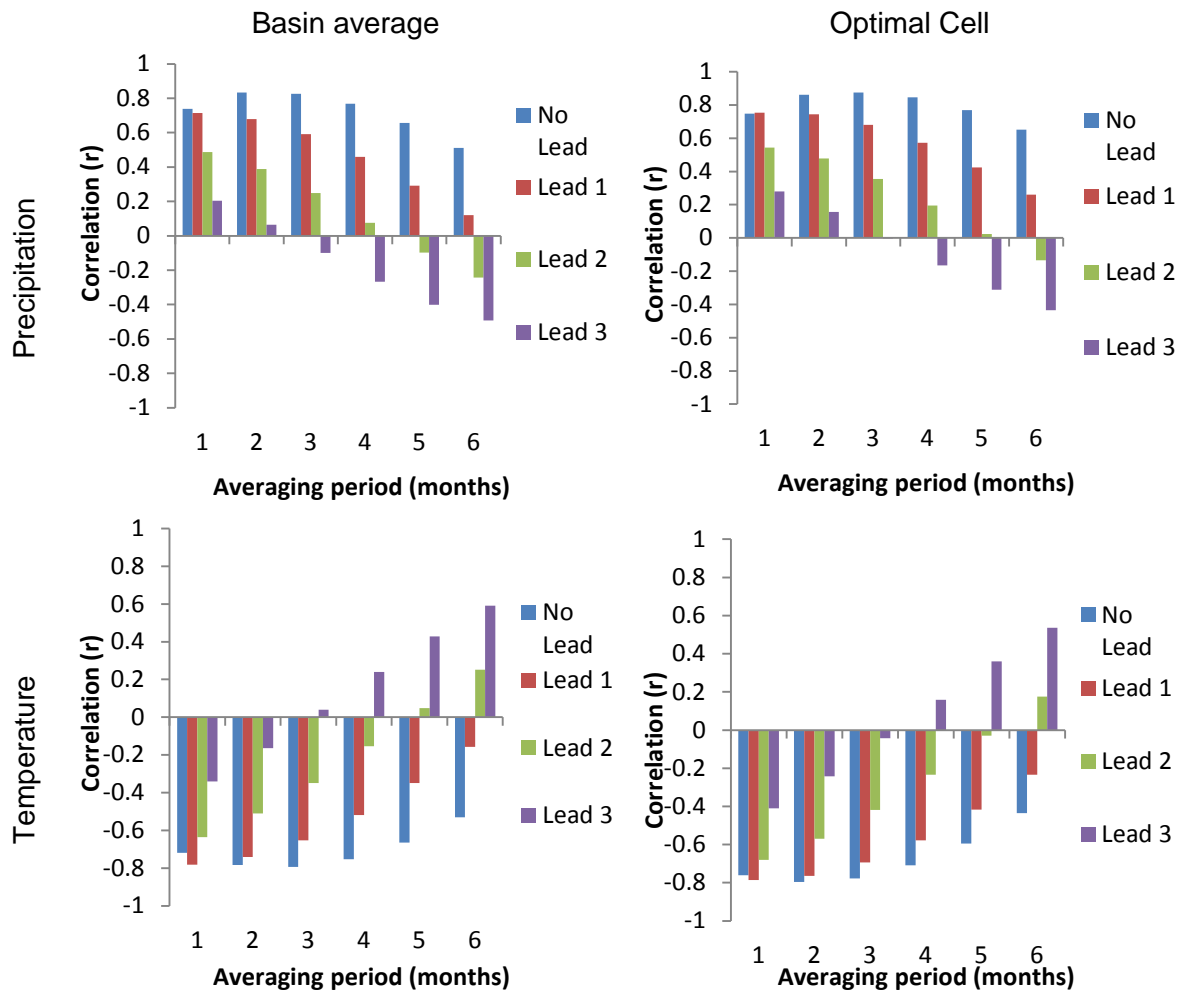 Basin average
Optimal Cell
Precipitation
Correlation (r)
1
0.8
0.6
0.4
0.2
0
-0.2
-0.4
-0.6
-0.8
-1
1 2 3 4 5 6
Averaging period (months)
No
Lead
Lead 1
Lead 2
Lead 3
Correlation (r)
1
0.8
0.6
0.4
0.2
0
-0.2
-0.4
-0.6
-0.8
-1
1 2 3 4 5 6
Averaging period (months)
No
Lead
Lead 1
Lead 2
Lead 3
Temperature
Correlation (r)
1
0.8
0.6
0.4
0.2
0
-0.2
-0.4
-0.6
-0.8
-1
1 2 3 4 5 6
Averaging period (months)
No
Lead
Lead 1
Lead 2
Lead 3
Correlation (r)
1
0.8
0.6
0.4
0.2
0
-0.2
-0.4
-0.6
-0.8
-1
1 2 3 4 5 6
Averaging period (months)
No
Lead
Lead 1
Lead 2
Lead 3